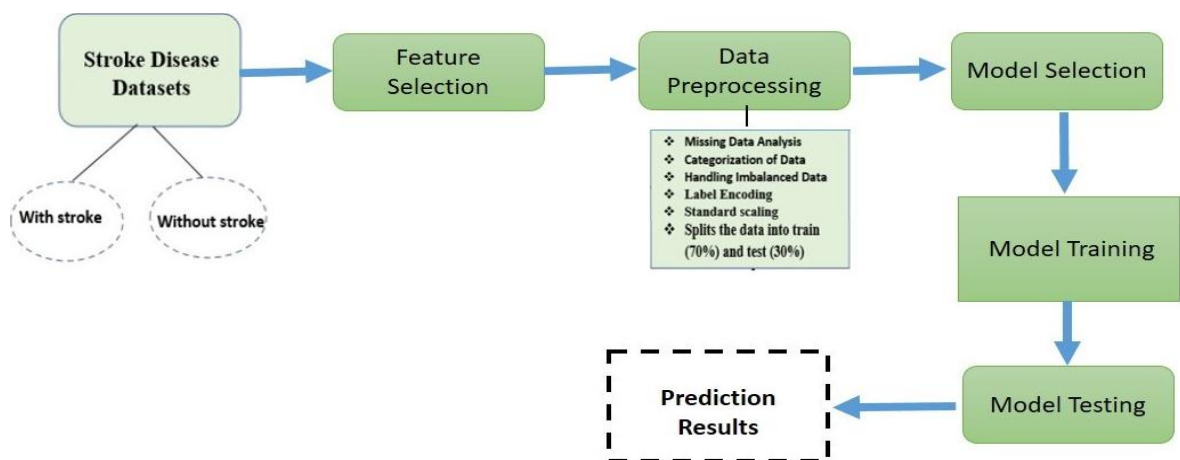 Stroke Disease
Datasets
Feature
Selection
Data
Preprocessing
Model Selection
With stroke
Without stroke
❖ Missing Data Analysis
❖ Categorization of Data
❖ Handling Imbalanced Data
❖ Label Encoding
❖ Standard scaling
❖ Splits the data into train
(70%) and test (30%)
Model Training
Model Testing
Prediction
Results